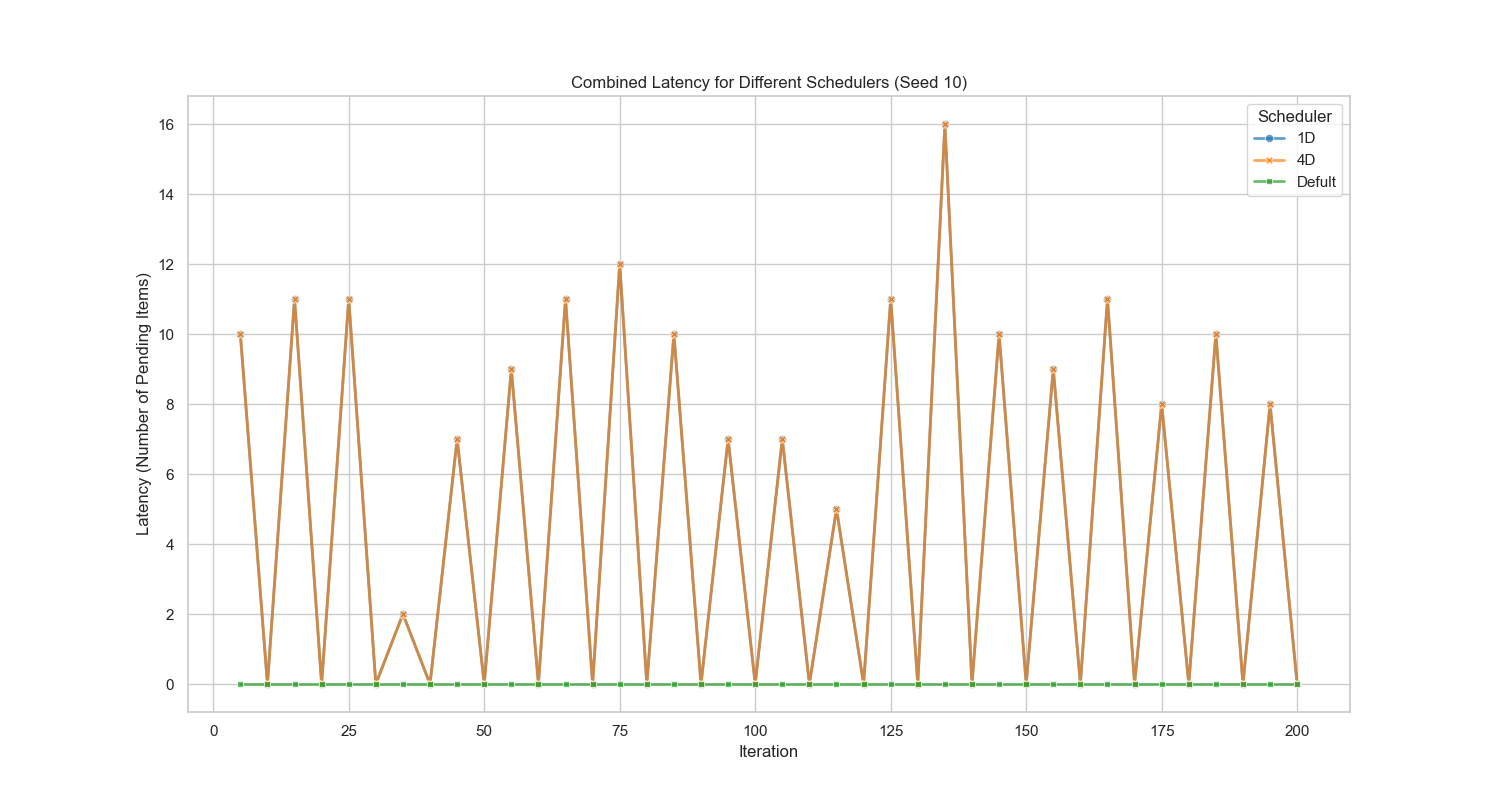 Combined Latency for Different Schedulers (Seed 10)
Scheduler
1D
4D
Defult
Latency (Number of Pending Items)
16
14
12
10
8
6
4
2
0
0 25 50 75 100 125 150 175 200
Iteration